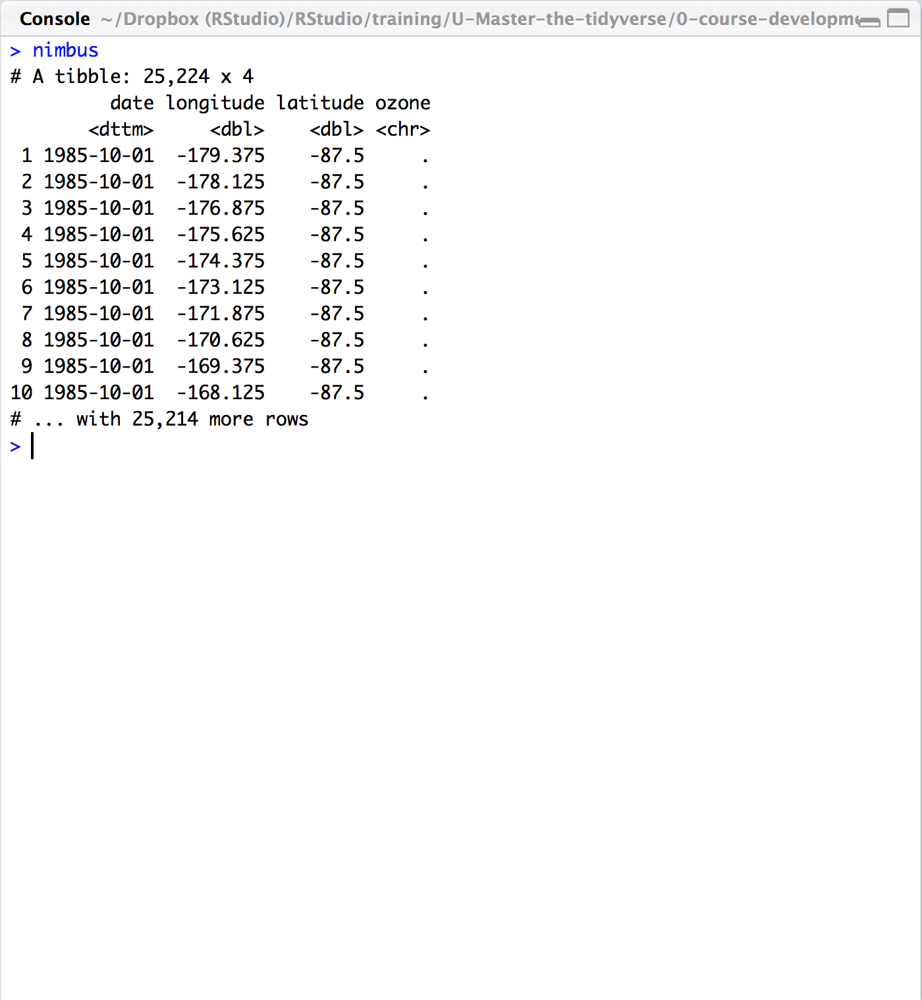 Console ~/Dropbox (RStudio)/RStudio/training/U-Master-the-tidyverse/0-course-developme
> nimbus
# A tibble: 25,224 x 4
         date longitude latitude ozone
       <dttm>     <dbl>    <dbl> <chr>
 1 1985-10-01  -179.375    -87.5     .
 2 1985-10-01  -178.125    -87.5     .
 3 1985-10-01  -176.875    -87.5     .
 4 1985-10-01  -175.625    -87.5     .
 5 1985-10-01  -174.375    -87.5     .
 6 1985-10-01  -173.125    -87.5     .
 7 1985-10-01  -171.875    -87.5     .
 8 1985-10-01  -170.625    -87.5     .
 9 1985-10-01  -169.375    -87.5     .
10 1985-10-01  -168.125    -87.5     .
# ... with 25,214 more rows
>